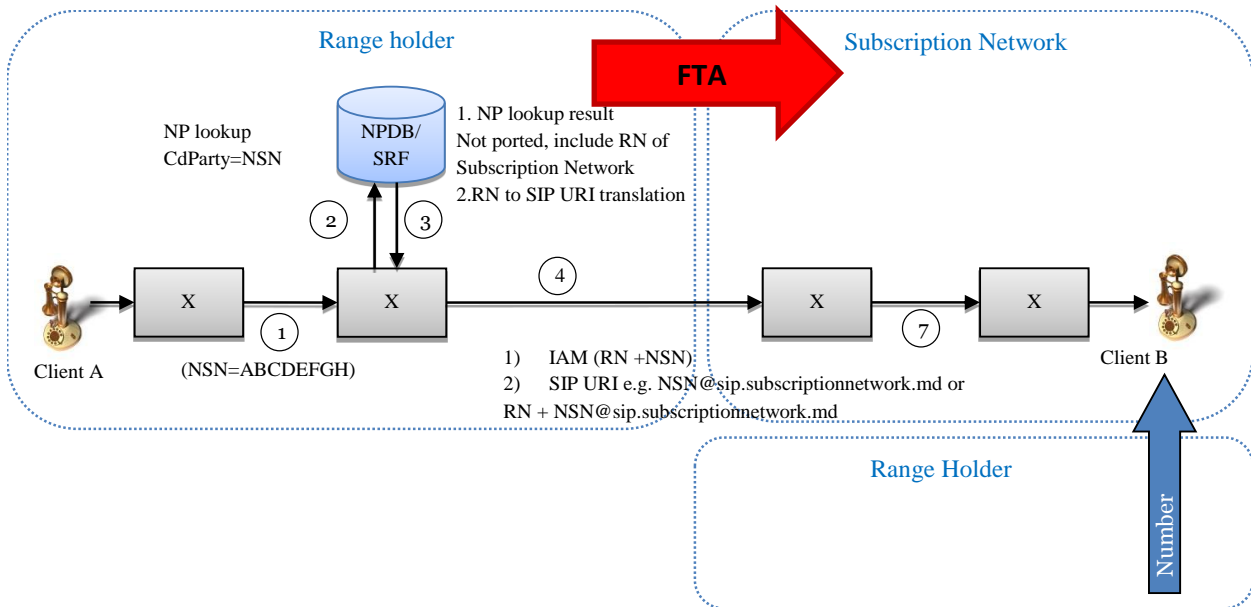 Range holder
Subscription Network
FTA
NP lookup
CdParty=NSN
NPDB/
SRF
1. NP lookup result
Not ported, include RN of
Subscription Network
2.RN to SIP URI translation
2
3
4
X
X
X
X
1
7
Client A
(NSN=ABCDEFGH)
Client B
1) IAM (RN +NSN)
2) SIP URI e.g. NSN@sip.subscriptionnetwork.md or
RN + NSN@sip.subscriptionnetwork.md
Range Holder
Number